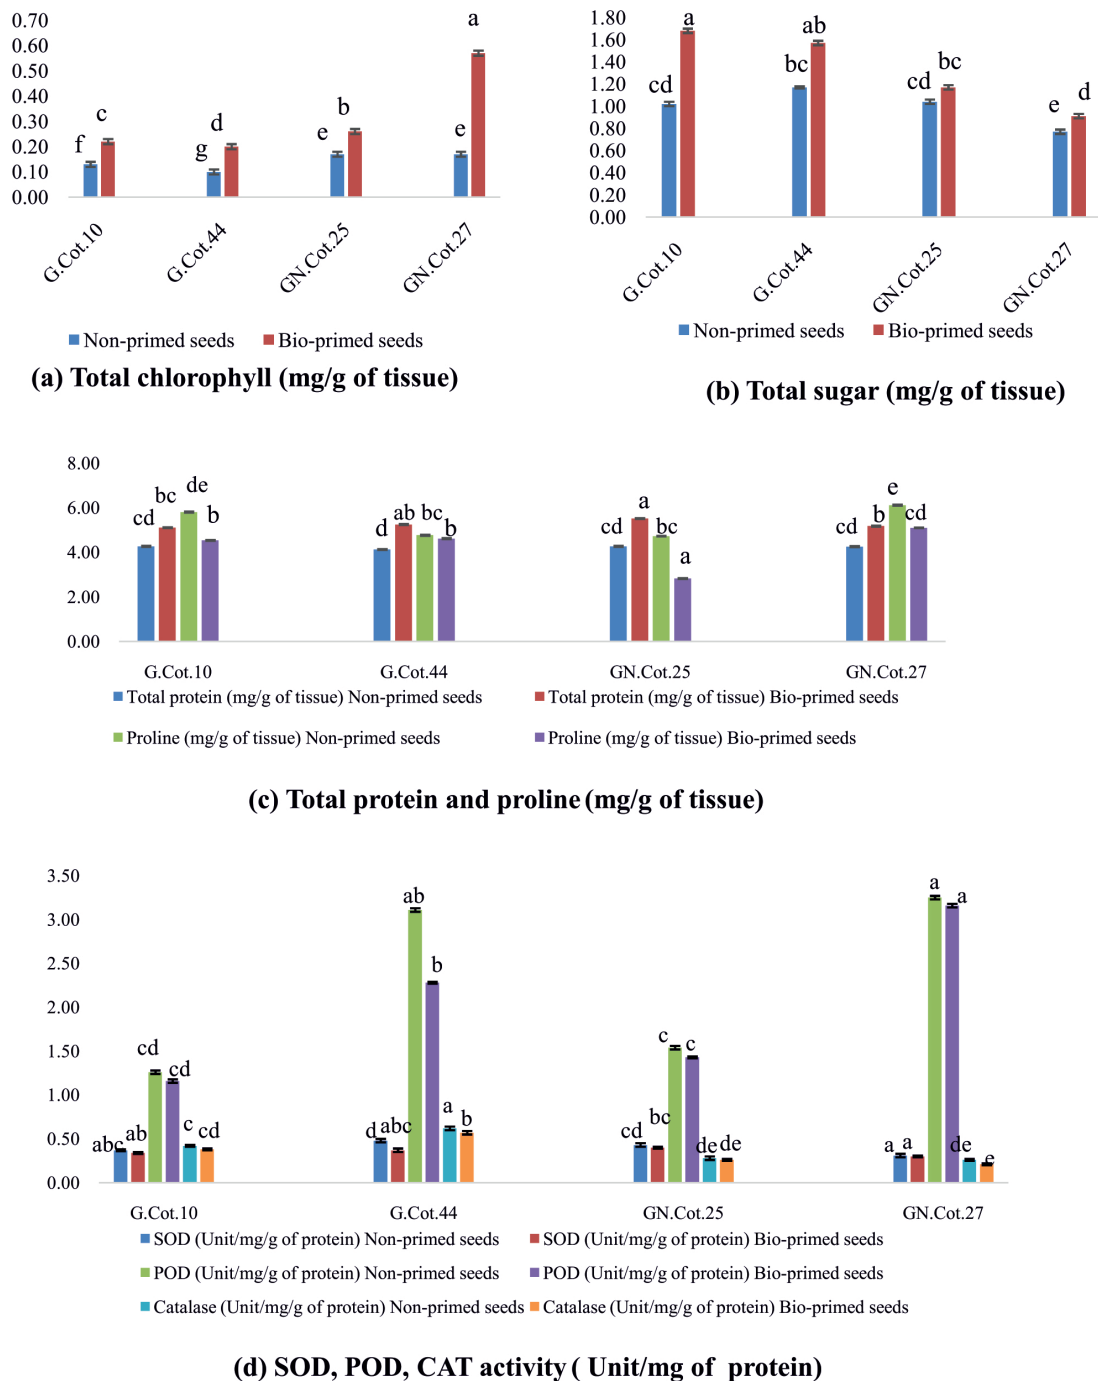 0.70
0.60
0.50
0.40
0.30
0.20
0.10
0.00
f
c
g
d
e
b
e
a
G.Cot.10
G.Cot.44
GN.Cot.25
GN.Cot.27
Non-primed seeds
Bio-primed seeds
(a) Total chlorophyll (mg/g of tissue)
1.80
1.60
1.40
1.20
1.00
0.80
0.60
0.40
0.20
0.00
cd
a
bc
ab
cd
bc
e
d
G.Cot.10
G.Cot.44
GN.Cot.25
GN.Cot.27
Non-primed seeds
Bio-primed seeds
(b) Total sugar (mg/g of tissue)
8.00
6.00
4.00
2.00
0.00
cd
bc
de
b
d
ab
bc
b
cd
a
bc
a
cd
b
e
cd
G.Cot.10
G.Cot.44
GN.Cot.25
GN.Cot.27
Total protein (mg/g of tissue) Non-primed seeds
Total protein (mg/g of tissue) Bio-primed seeds
Proline (mg/g of tissue) Non-primed seeds
Proline (mg/g of tissue) Bio-primed seeds
(c) Total protein and proline (mg/g of tissue)
3.50
3.00
2.50
2.00
1.50
1.00
0.50
0.00
abc
ab
cd
cd
c
cd
d
abc
ab
b
a
b
cd
bc
c
c
de
de
a
a
a
a
de
e
G.Cot.10
G.Cot.44
GN.Cot.25
GN.Cot.27
SOD (Unit/mg/g of protein) Non-primed seeds
SOD (Unit/mg/g of protein) Bio-primed seeds
POD (Unit/mg/g of protein) Non-primed seeds
POD (Unit/mg/g of protein) Bio-primed seeds
Catalase (Unit/mg/g of protein) Non-primed seeds
Catalase (Unit/mg/g of protein) Bio-primed seeds
(d) SOD, POD, CAT activity ( Unit/mg of protein)